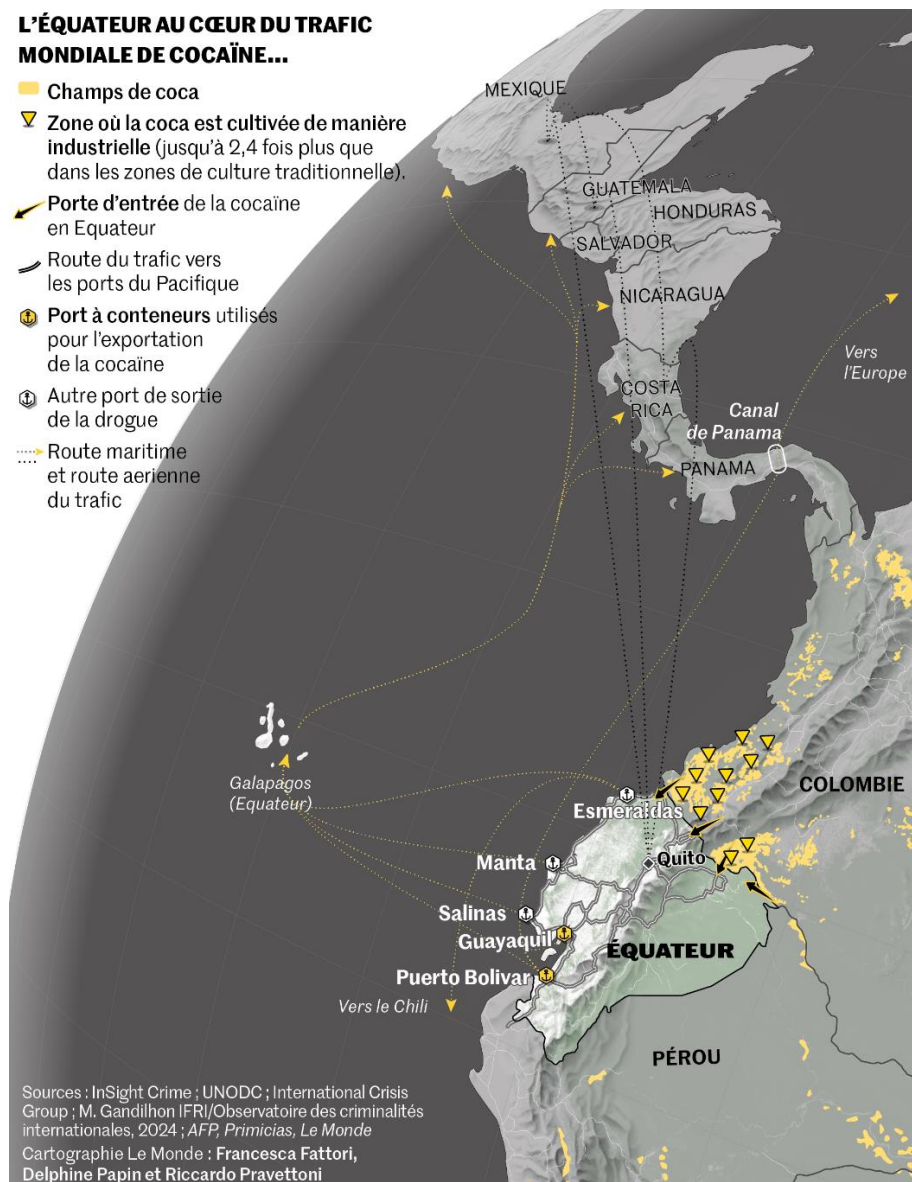 L'ÉQUATEUR AU CŒUR DU TRAFIC
MONDIALE DE COCAÏNE...
Champs de coca
Zone où la coca est cultivée de manière
industrielle (jusqu'à 2,4 fois plus que
dans les zones de culture traditionnelle).
Porte d'entrée de la cocaïne
en Equateur
Route du trafic vers
les ports du Pacifique
Port à conteneurs utilisés
pour l'exportation
de la cocaïne
Autre port de sortie
de la drogue
Route maritime
et route aerienne
du trafic
MEXIQUE
GUATEMALA
HONDURAS
SALVADOR
NICARAGUA
COSTA
RICA
Vers
l'Europe
Canal
de Panama
PANAMA
Galapagos
(Equateur)
COLOMBIE
Esmeraldas
Quito
Manta
Salinas
Guayaquil
ÉQUATEUR
Puerto Bolivar
Vers le Chili
PÉROU
Sources : InSight Crime ; UNODC ; International Crisis
Group ; M. Gandilhon IFRI/Observatoire des criminalités
internationales, 2024 ; AFP, Primicias, Le Monde
Cartographie Le Monde : Francesca Fattori,
Delphine Papin et Riccardo Pravettoni